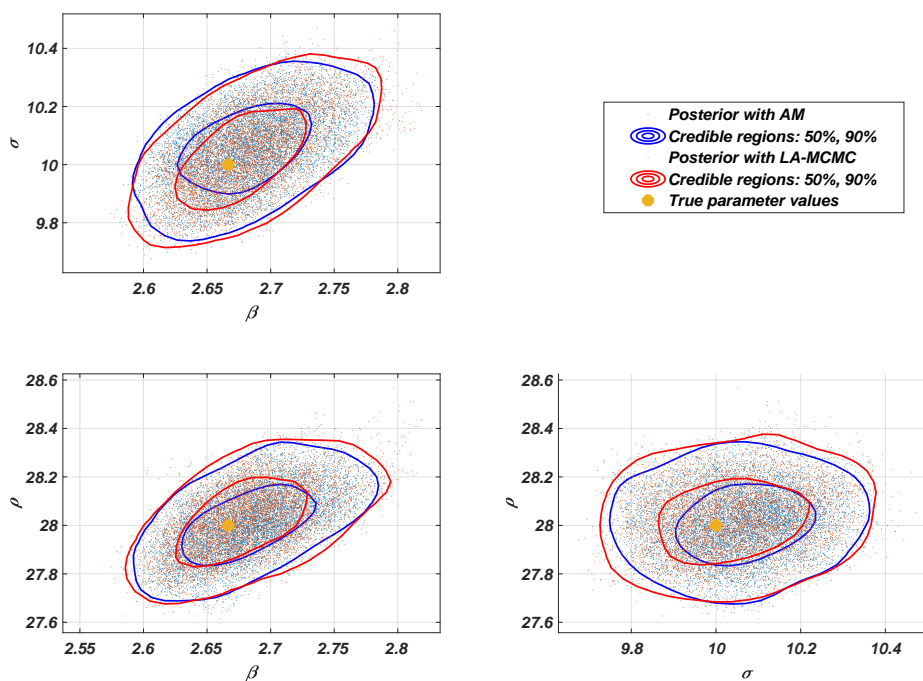 10.4
10.2
10
9.8
σ
2.6 2.65 2.7 2.75 2.8
β
Posterior with AM
Credible regions: 50%, 90%
Posterior with LA-MCMC
Credible regions: 50%, 90%
True parameter values
28.6
28.4
28.2
28
27.8
27.6
ρ
2.55 2.6 2.65 2.7 2.75 2.8
β
28.6
28.4
28.2
28
27.8
27.6
ρ
9.8 10 10.2 10.4
σ